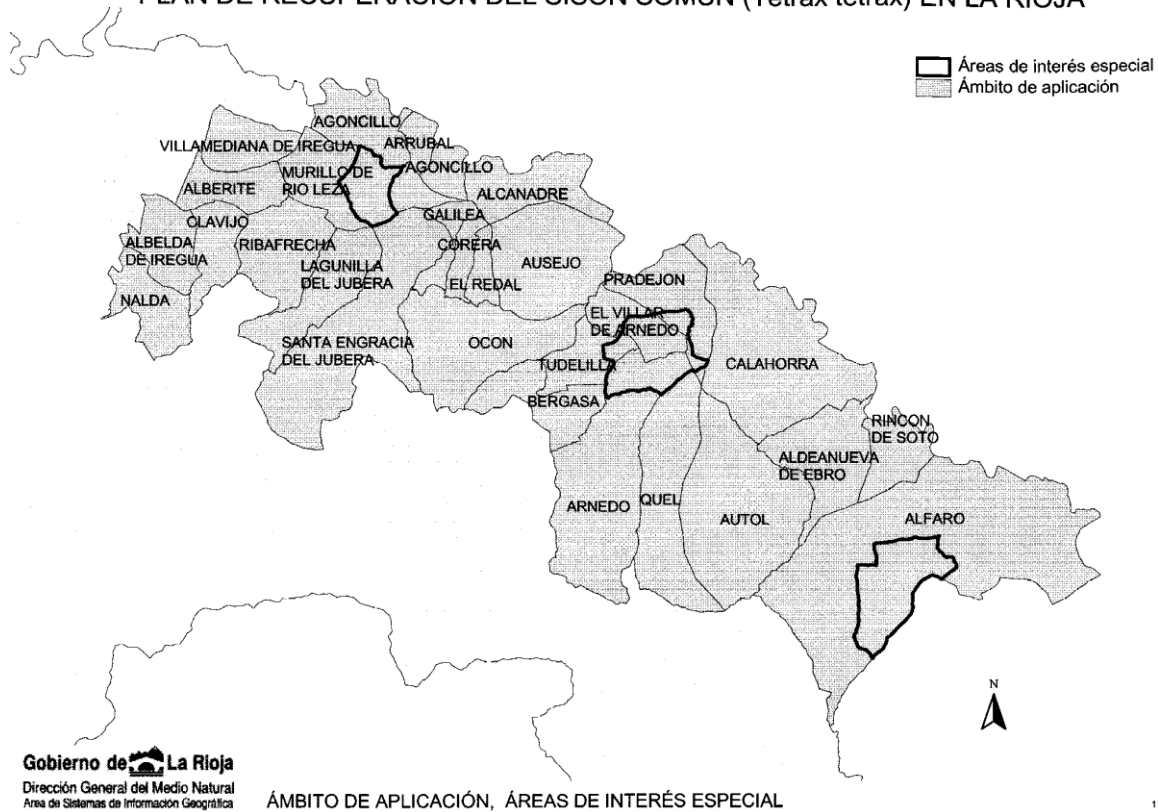 PLAN DE RECUPERACIÓN DEL SISÓN COMÚN (Tetrax tetrax) EN LA RIOJA
Áreas de interés especial
Ámbito de aplicación
AGONCILLO
VILLAMEDIANA DE IREGUA
ARRUBAL
MURILLO DE
RIO LEZA
AGONCILLO
ALBERITE
ALCANADRE
CLAVIJO
GALILEA
ALBELDA
DE IREGUA
RIBAFRECHA
CORERA
LAGUNILLA
DEL JUBERA
AUSEJO
EL REDAL
PRADEJON
NALDA
EL VILLAR
DE ARNEDO
SANTA ENGRACIA
DEL JUBERA
OCON
TUDELILLA
CALAHORRA
BERGASA
RINCON
DE SOTO
ALDEANUEVA
DE EBRO
ARNEDO
QUEL
AUTOL
ALFARO
N
Gobierno de La Rioja
Dirección General del Medio Natural
Area de Sistemas de Información Geográfica
ÁMBITO DE APLICACIÓN, ÁREAS DE INTERÉS ESPECIAL
1